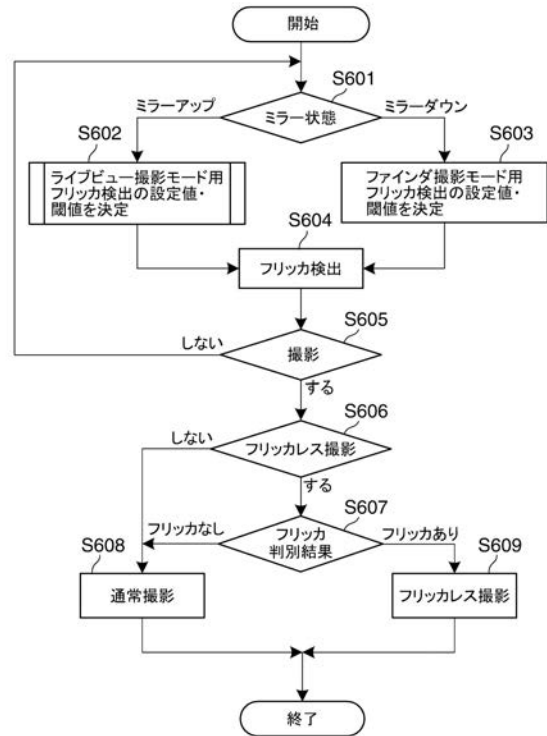 開始
S601
ミラー状態
ミラーアップ
ミラーダウン
S602
ライブビュー撮影モード用
フリッカ検出の設定値・
閾値を決定
S603
ファインダ撮影モード用
フリッカ検出の設定値・
閾値を決定
S604
フリッカ検出
S605
撮影
しない
する
S606
フリッカレス撮影
しない
する
S607
フリッカ
判別結果
フリッカなし
フリッカあり
S608
通常撮影
S609
フリッカレス撮影
終了